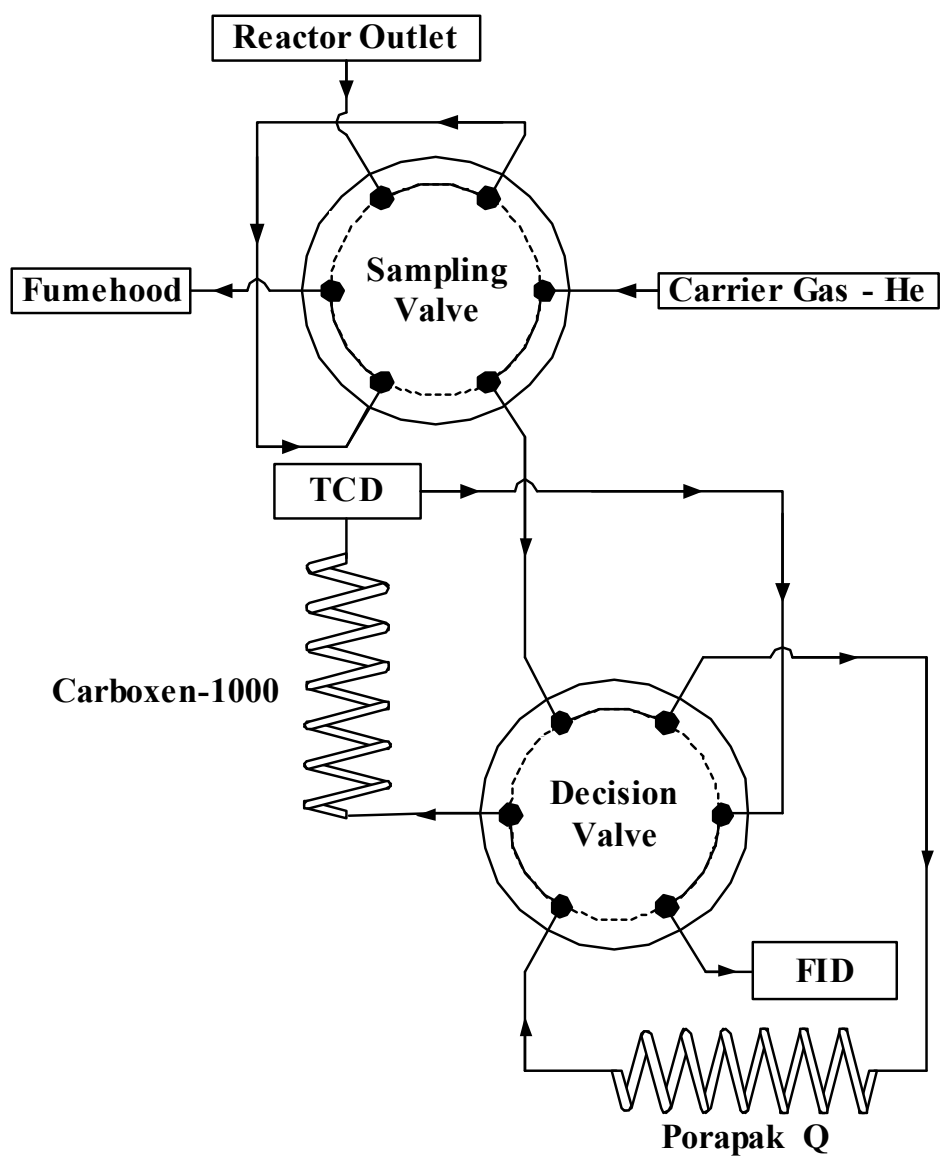 Reactor Outlet
Sampling
Valve
Fumehood
Carrier Gas - He
TCD
Carboxen-1000
Decision
Valve
FID
Porapak Q